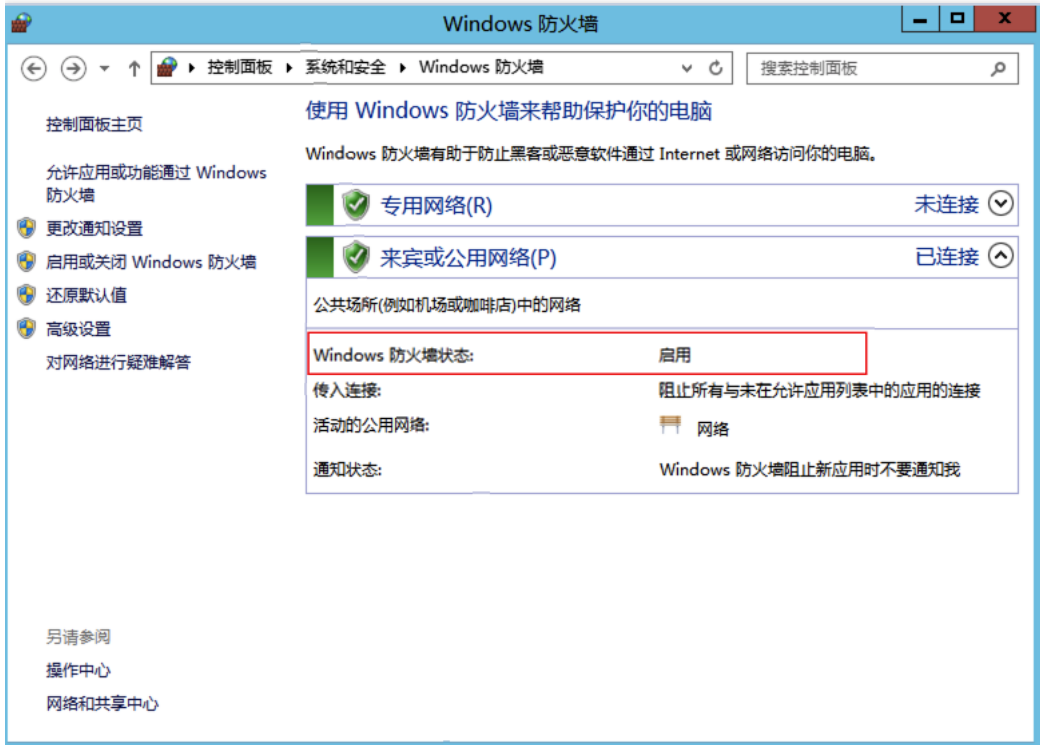 Windows 防火墙
控制面板 系统和安全 Windows 防火墙
搜索控制面板
控制面板主页
允许应用或功能通过 Windows
防火墙
更改通知设置
启用或关闭 Windows 防火墙
还原默认值
高级设置
对网络进行疑难解答
使用 Windows 防火墙来帮助保护你的电脑
Windows 防火墙有助于防止黑客或恶意软件通过 Internet 或网络访问你的电脑。
专用网络(R) 未连接
来宾或公用网络(P) 已连接
公共场所(例如机场或咖啡店)中的网络
Windows 防火墙状态: 启用
传入连接: 阻止所有与未在允许应用列表中的应用的连接
活动的公用网络: 网络
通知状态: Windows 防火墙阻止新应用时不要通知我
另请参阅
操作中心
网络和共享中心